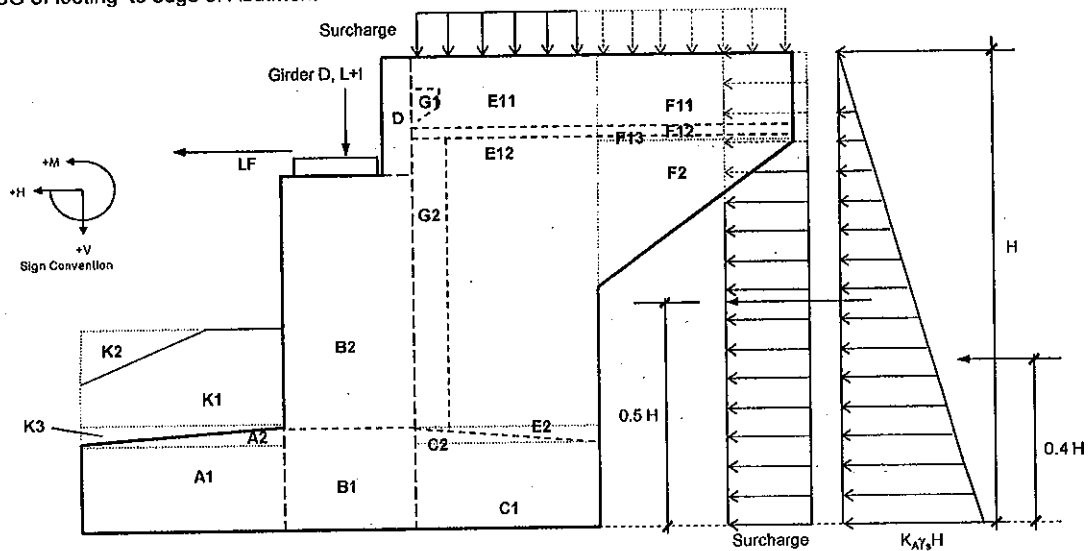 CG of footing to edge of Abutment
Surcharge
Girder D, L+I
D
G1
E11
F11
F12
F13
E12
F2
LF
+M
+H
+V
Sign Convention
G2
H
B2
K2
K1
K3
A2
E2
C2
0.5 H
0.4 H
A1
B1
C1
Surcharge
KAγsH